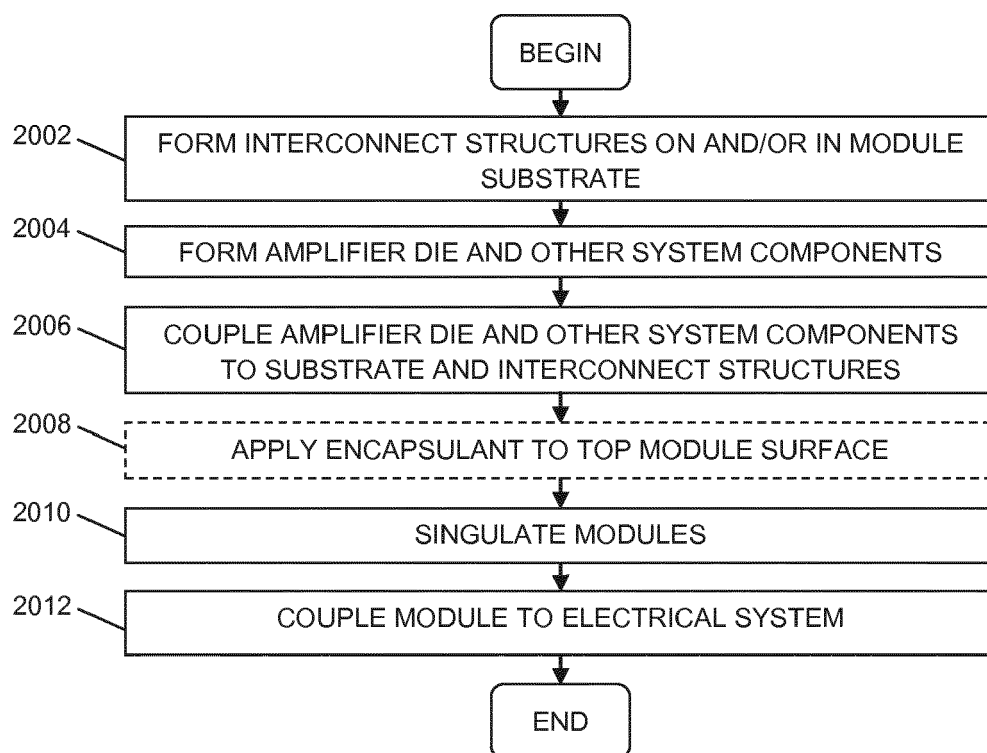 BEGIN
2002
FORM INTERCONNECT STRUCTURES ON AND/OR IN MODULE
SUBSTRATE
2004
FORM AMPLIFIER DIE AND OTHER SYSTEM COMPONENTS
2006
COUPLE AMPLIFIER DIE AND OTHER SYSTEM COMPONENTS
TO SUBSTRATE AND INTERCONNECT STRUCTURES
2008
APPLY ENCAPSULANT TO TOP MODULE SURFACE
2010
SINGULATE MODULES
2012
COUPLE MODULE TO ELECTRICAL SYSTEM
END